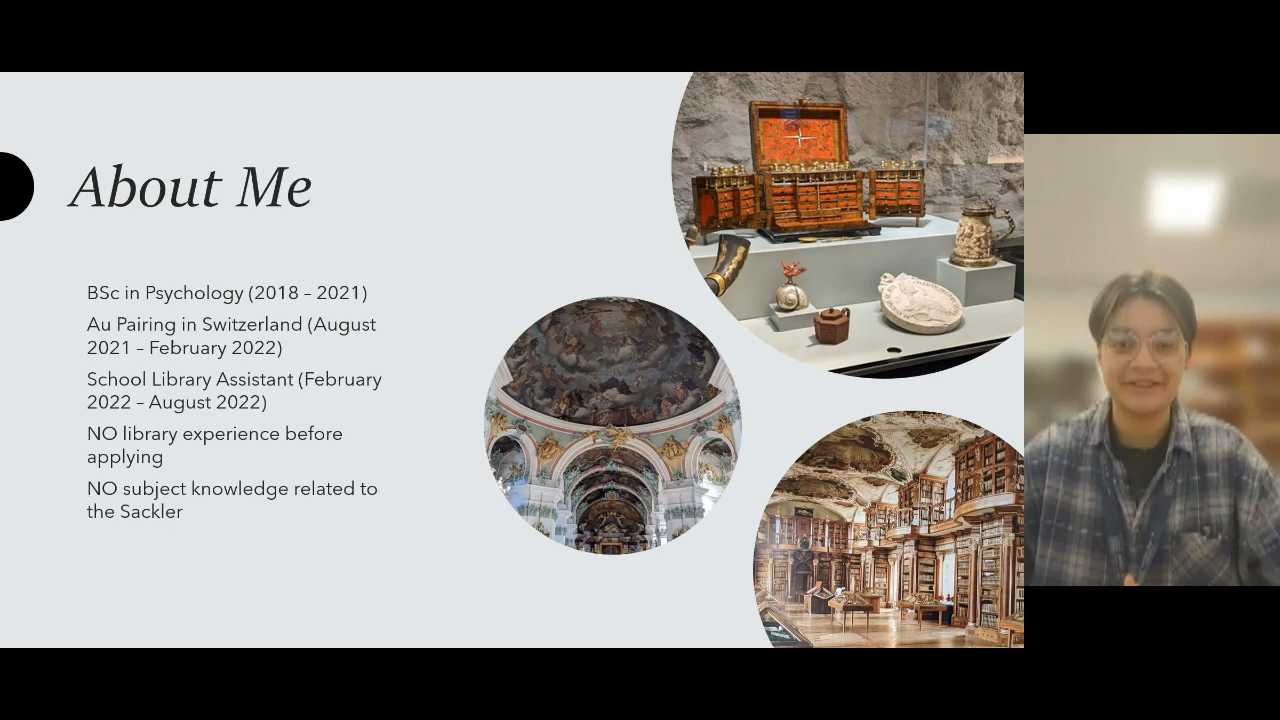 About Me
BSc in Psychology (2018 – 2021)
Au Pairing in Switzerland (August
2021 – February 2022)
School Library Assistant (February
2022 – August 2022)
NO library experience before
applying
NO subject knowledge related to
the Sackler